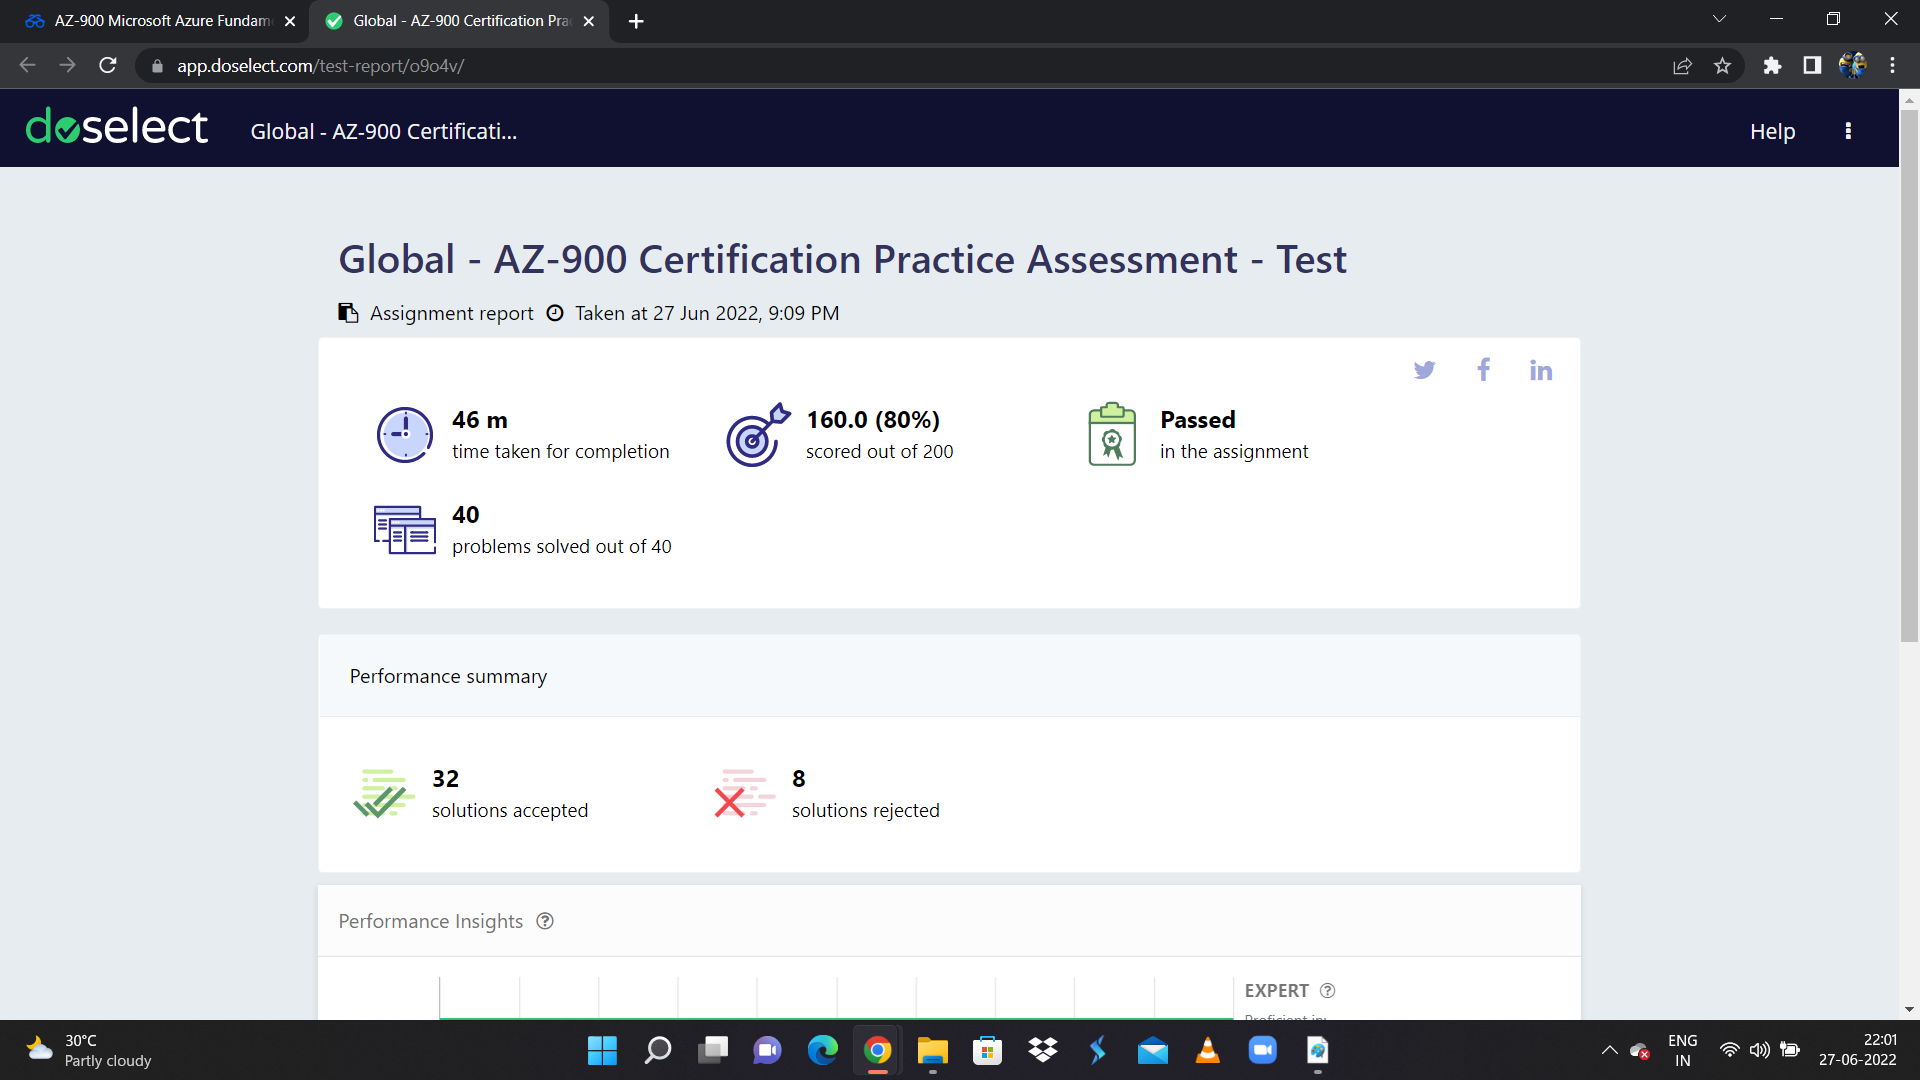 AZ-900 Microsoft Azure Fundam
Global - AZ-900 Certification Prac
app.doselect.com/test-report/o9o4v/
doselect
Global - AZ-900 Certificati...
Help
Global - AZ-900 Certification Practice Assessment - Test
Assignment report
Taken at 27 Jun 2022, 9:09 PM
46 m
time taken for completion
160.0 (80%)
scored out of 200
Passed
in the assignment
40
problems solved out of 40
Performance summary
32
solutions accepted
8
solutions rejected
Performance Insights
EXPERT
Proficient in:
30°C
Partly cloudy
ENG
IN
22:01
27-06-2022